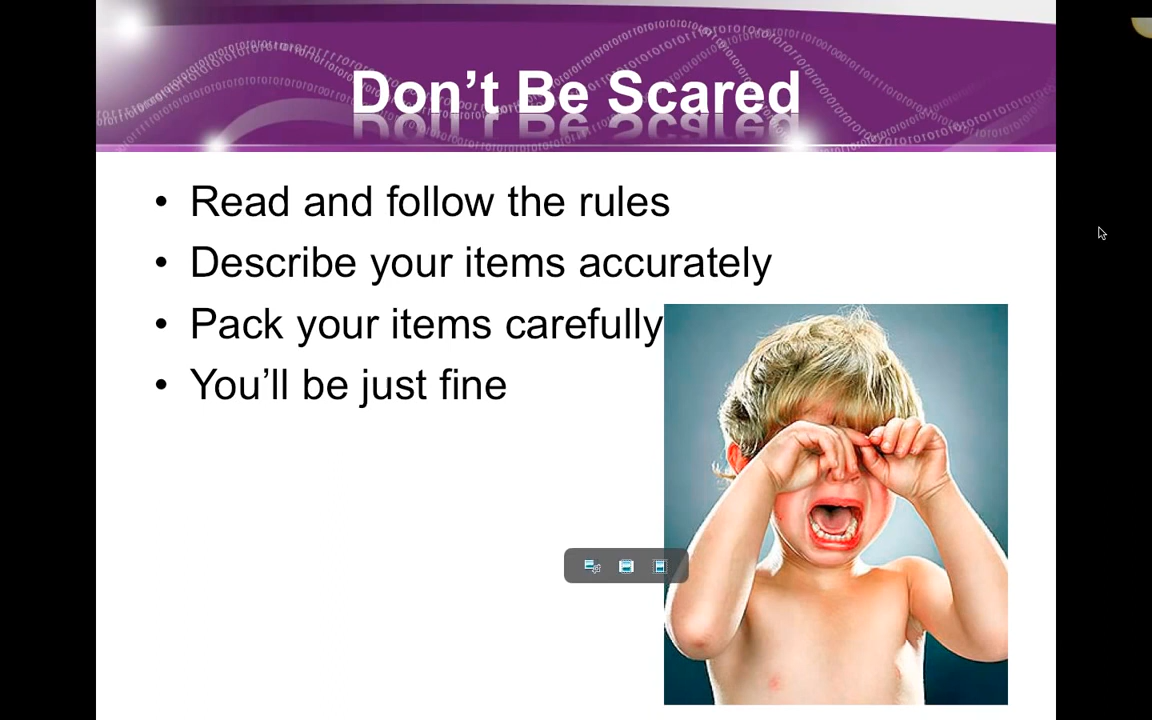 Don’t Be Scared
• Read and follow the rules
• Describe your items accurately
• Pack your items carefully
• You’ll be just fine